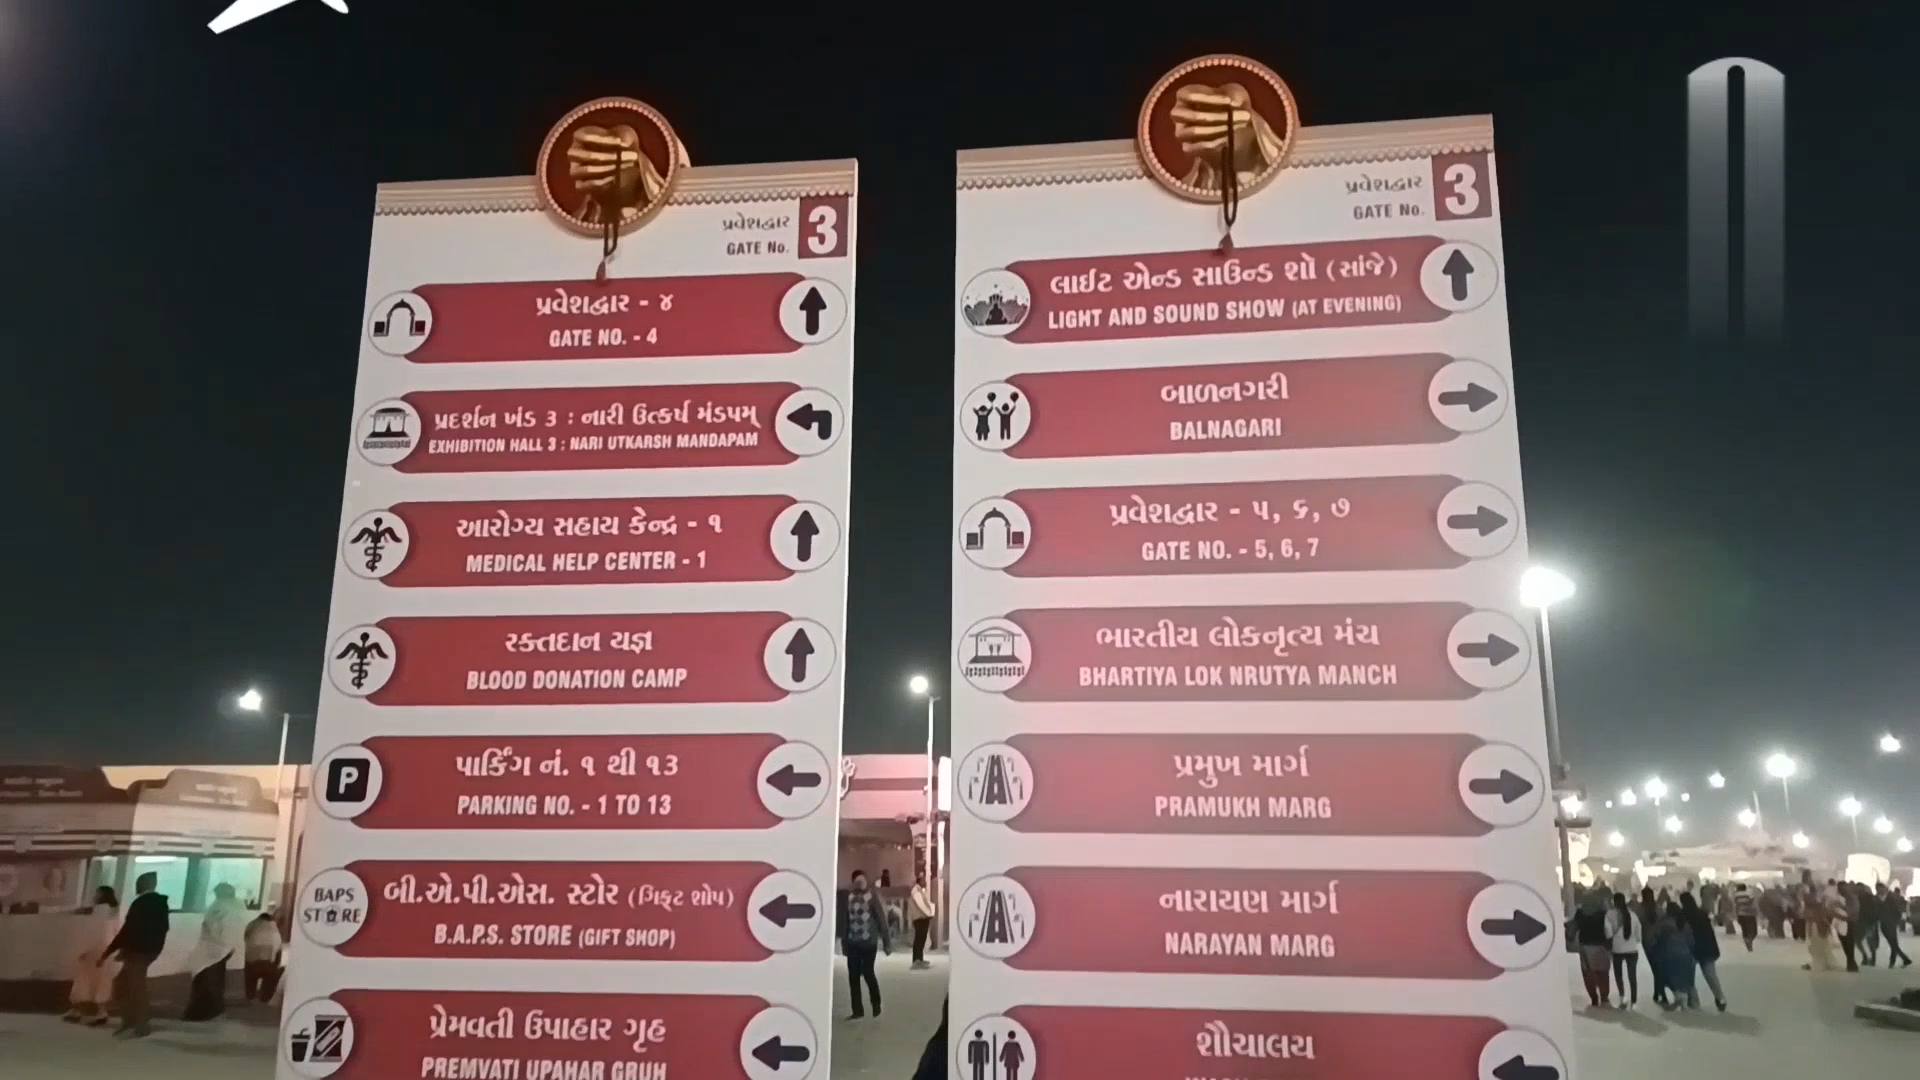 પ્રવેશદ્વાર
GATE No. 3
પ્રવેશદ્વાર - ૪
GATE NO. - 4
પ્રદર્શન ખંડ ૩ : નારી ઉત્કર્ષ મંડપમ્
EXHIBITION HALL 3 : NARI UTKARSH MANDAPAM
આરોગ્ય સહાય કેન્દ્ર - ૧
MEDICAL HELP CENTER - 1
રક્તદાન યજ્ઞ
BLOOD DONATION CAMP
P
પાર્કિંગ નં. ૧ થી ૧૩
PARKING NO. - 1 TO 13
BAPS
STORE
બી.એ.પી.એસ. સ્ટોર (ગિફ્ટ શોપ)
B.A.P.S. STORE (GIFT SHOP)
પ્રેમવતી ઉપાહાર ગૃહ
PREMVATI UPAHAR GRUH
પ્રવેશદ્વાર
GATE No. 3
લાઈટ એન્ડ સાઉન્ડ શો (સાંજે)
LIGHT AND SOUND SHOW (AT EVENING)
બાળનગરી
BALNAGARI
પ્રવેશદ્વાર - ૫, ૬, ૭
GATE NO. - 5, 6, 7
ભારતીય લોકનૃત્ય મંચ
BHARTIYA LOK NRUTYA MANCH
પ્રમુખ માર્ગ
PRAMUKH MARG
નારાયણ માર્ગ
NARAYAN MARG
શૌચાલય